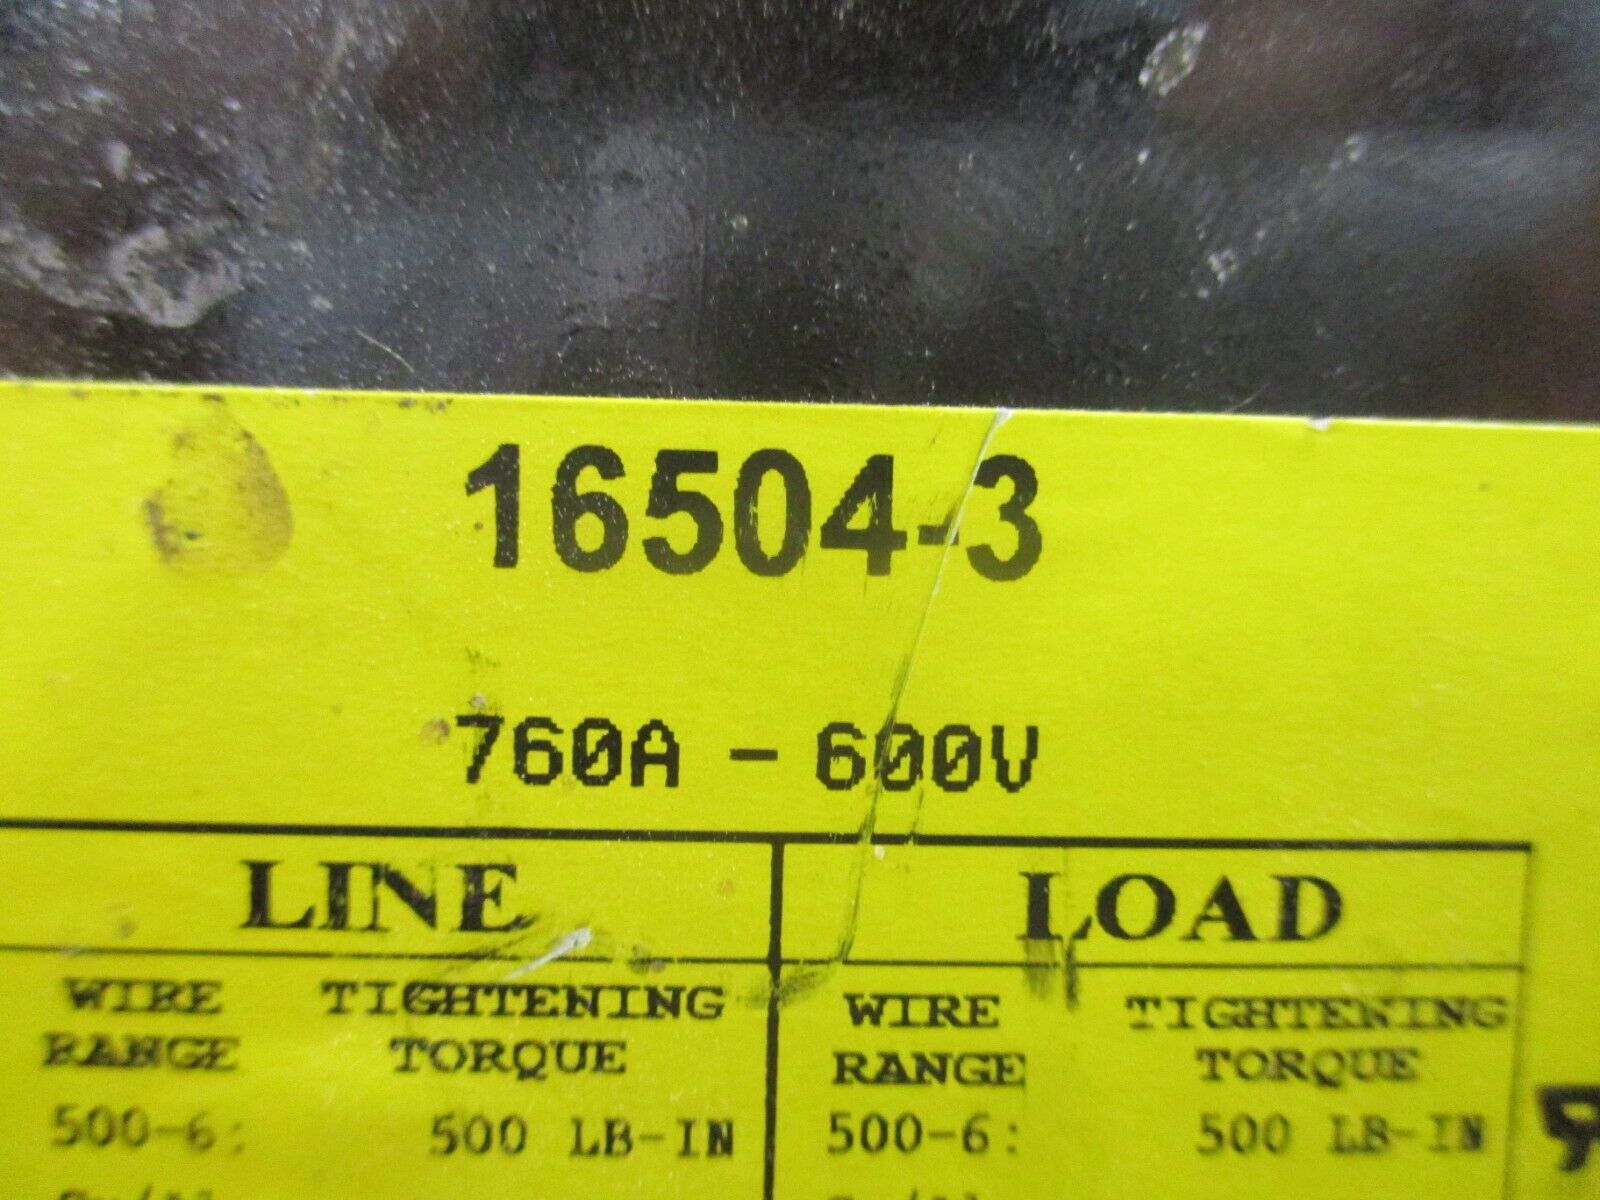 16504-3
760A - 600V
LINE LOAD
WIRE TIGHTENING WIRE TIGHTENING
RANGE TORQUE RANGE TORQUE
500-6: 500 LB-IN 500-6: 500 LB-IN